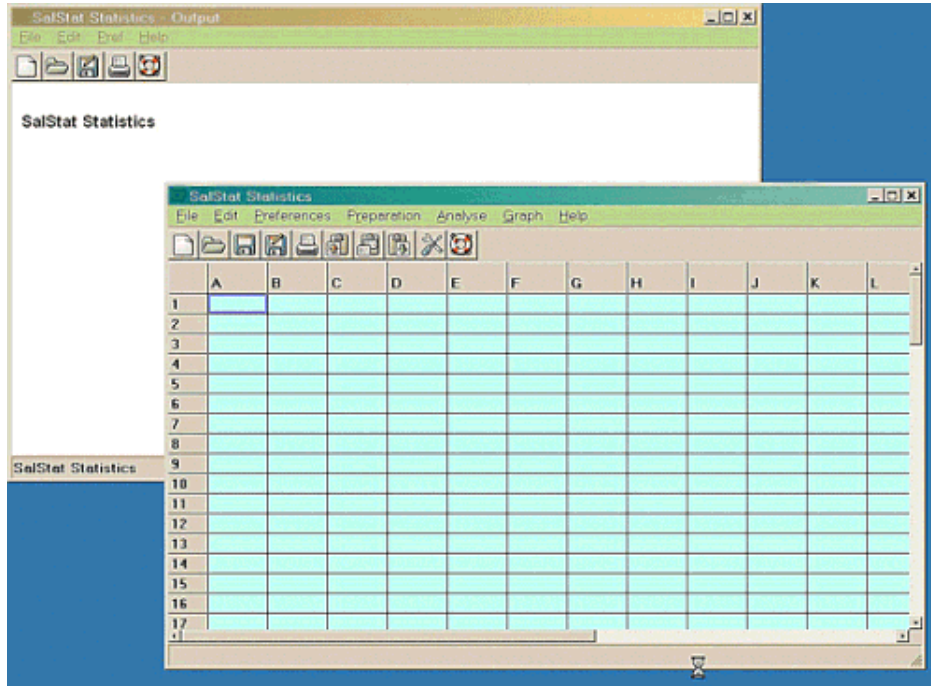 SalStat Statistics - Output
File Edit Pref Help
SalStat Statistics
SalStat Statistics
File Edit Preferences Preparation Analyse Graph Help
A B C D E F G H I J K L
1
2
3
4
5
6
7
8
SalStat Statistics
9
10
11
12
13
14
15
16
17